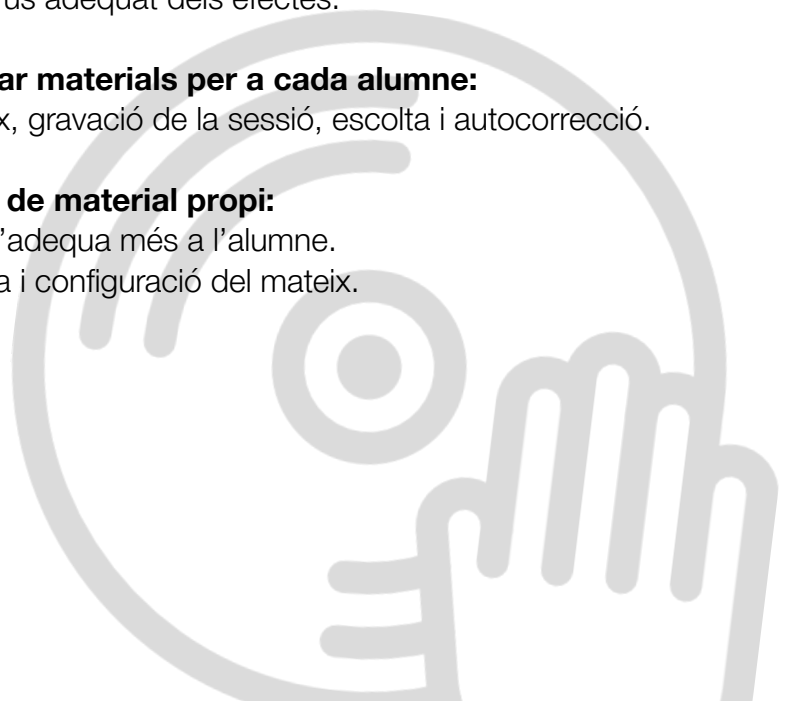 ús adequat dels efectes.
ar materials per a cada alumne:
x, gravació de la sessió, escolta i autocorrecció.
de material propi:
’adequa més a l’alumne.
a i configuració del mateix.